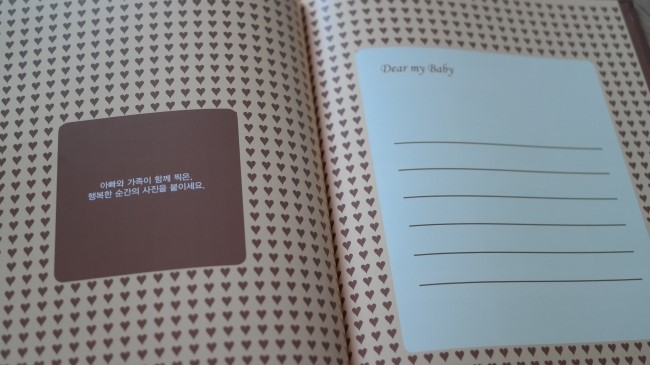 아빠와 가족이 함께 찍은,
행복한 순간의 사진을 붙이세요.
Dear my Baby